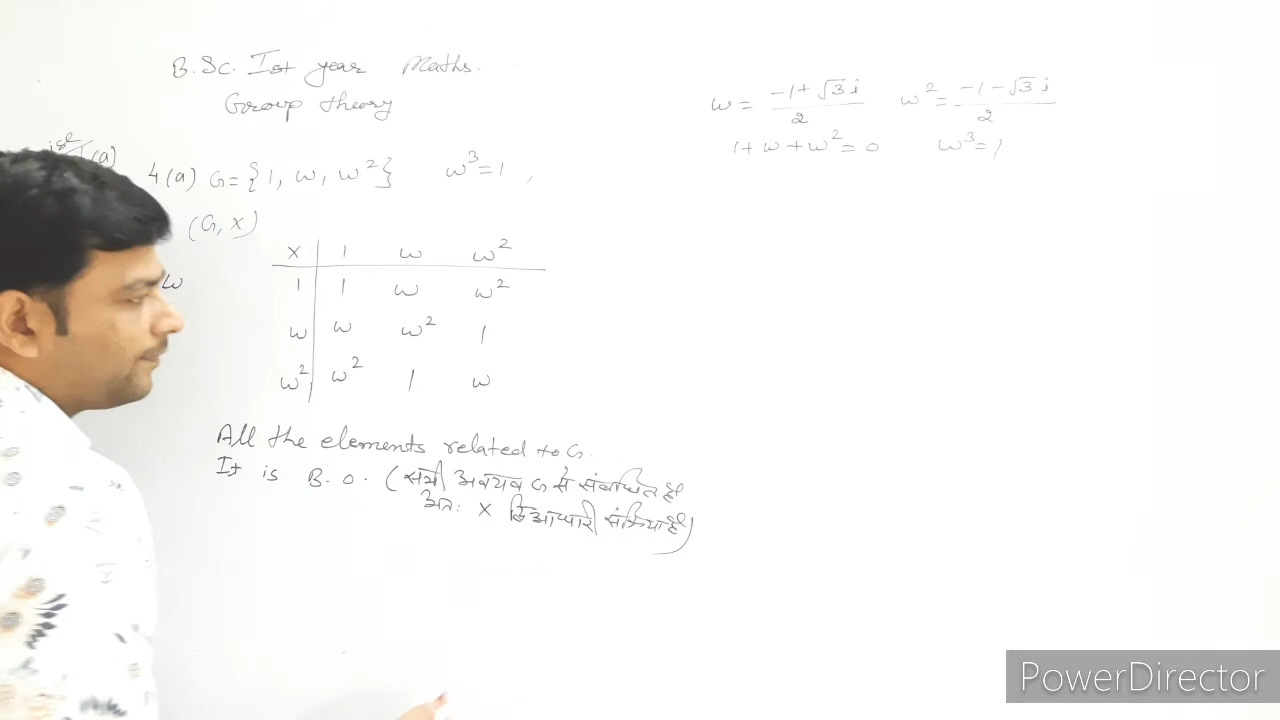 B.Sc. Ist year Maths.
Group theory
4(a) G = {1, ω, ω²} ω³=1,
(G, ×)
ω
× 1 ω ω²
1 1 ω ω²
ω ω ω² 1
ω² ω² 1 ω
All the elements related to G.
It is B.O. (सभी अवयव G से संबंधित है
अतः × द्विआधारी संक्रिया है)
ω = (-1+√3i)/2 ω² = (-1-√3i)/2
1+ω+ω²=0 ω³=1
PowerDirector